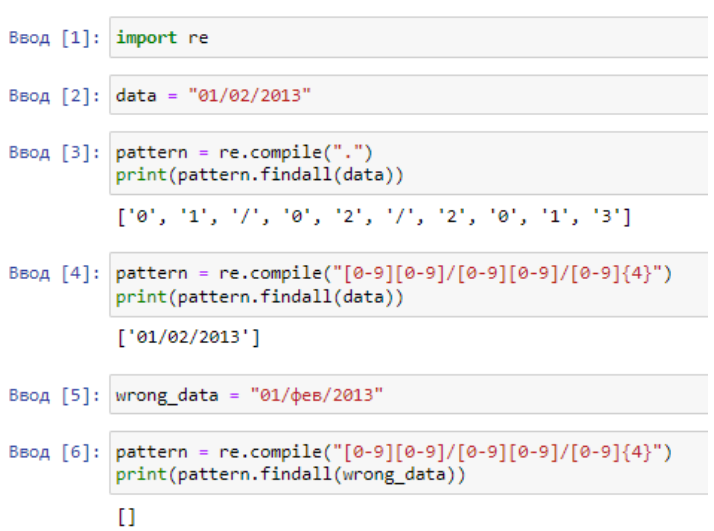 Ввод [1]: import re
Ввод [2]: data = "01/02/2013"
Ввод [3]: pattern = re.compile(".")
print(pattern.findall(data))
['0', '1', '/', '0', '2', '/', '2', '0', '1', '3']
Ввод [4]: pattern = re.compile("[0-9][0-9]/[0-9][0-9]/[0-9]{4}")
print(pattern.findall(data))
['01/02/2013']
Ввод [5]: wrong_data = "01/фев/2013"
Ввод [6]: pattern = re.compile("[0-9][0-9]/[0-9][0-9]/[0-9]{4}")
print(pattern.findall(wrong_data))
[]